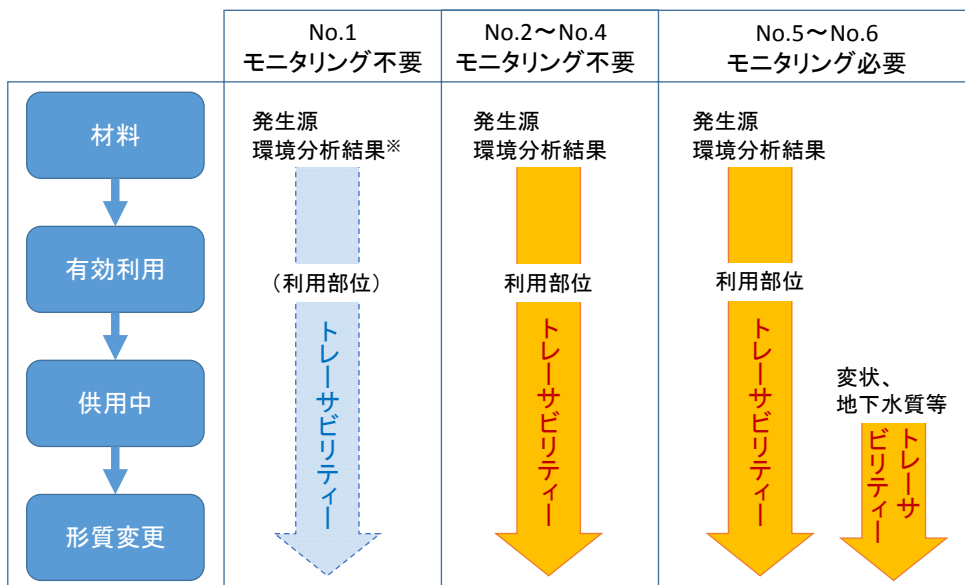 No.1
モニタリング不要
No.2～No.4
モニタリング不要
No.5～No.6
モニタリング必要
材料
発生源
環境分析結果※
発生源
環境分析結果
発生源
環境分析結果
有効利用
（利用部位）
利用部位
利用部位
トレーサビリティー
トレーサビリティー
トレーサビリティー
供用中
変状、
地下水質等
トレーサ
ビリティー
形質変更